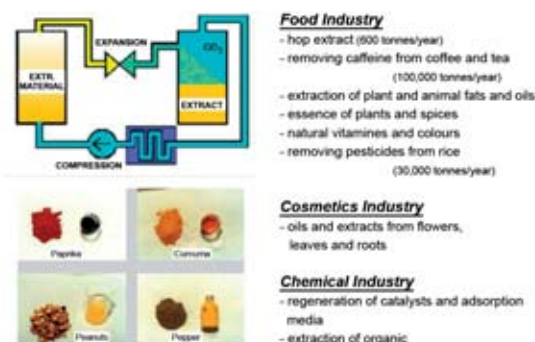 EXPANSION
CO₂
EXTR.
MATERIAL
EXTRACT
COMPRESSION
Paprika
Curcuma
Peanuts
Pepper
Food Industry
- hop extract (600 tonnes/year)
- removing caffeine from coffee and tea
(100,000 tonnes/year)
- extraction of plant and animal fats and oils
- essence of plants and spices
- natural vitamines and colours
- removing pesticides from rice
(30,000 tonnes/year)
Cosmetics Industry
- oils and extracts from flowers,
leaves and roots
Chemical Industry
- regeneration of catalysts and adsorption
media
- extraction of organic